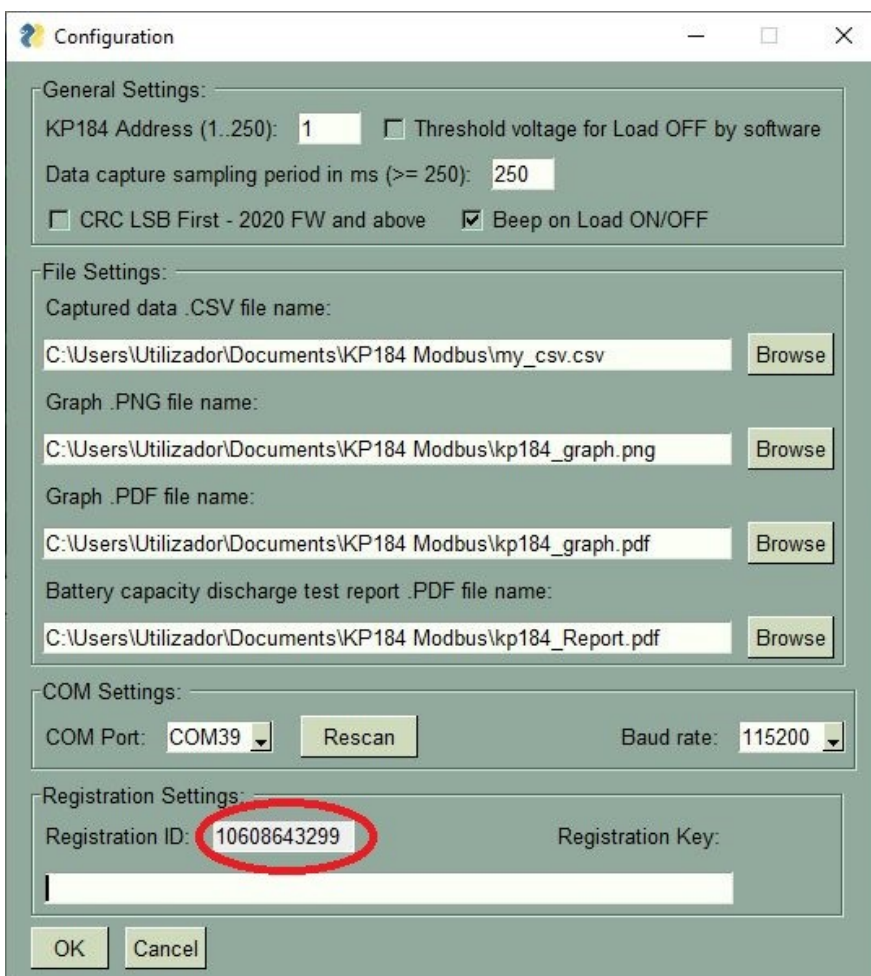 Configuration
General Settings:
KP184 Address (1..250): 1 Threshold voltage for Load OFF by software
Data capture sampling period in ms (>= 250): 250
CRC LSB First - 2020 FW and above Beep on Load ON/OFF
File Settings:
Captured data .CSV file name:
C:\Users\Utilizador\Documents\KP184 Modbus\my_csv.csv Browse
Graph .PNG file name:
C:\Users\Utilizador\Documents\KP184 Modbus\kp184_graph.png Browse
Graph .PDF file name:
C:\Users\Utilizador\Documents\KP184 Modbus\kp184_graph.pdf Browse
Battery capacity discharge test report .PDF file name:
C:\Users\Utilizador\Documents\KP184 Modbus\kp184_Report.pdf Browse
COM Settings:
COM Port: COM39 Rescan Baud rate: 115200
Registration Settings:
Registration ID: 10608643299 Registration Key:
OK Cancel